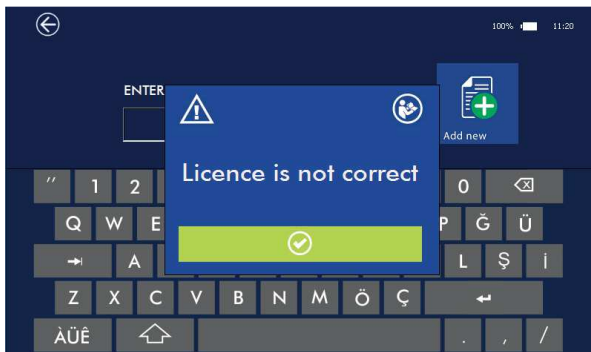 100% 11:20
ENTER
Add new
Licence is not correct
" 1 2 0
Q W E P Ğ Ü
A L Ş İ
Z X C V B N M Ö Ç
ÀÜÊ . , /